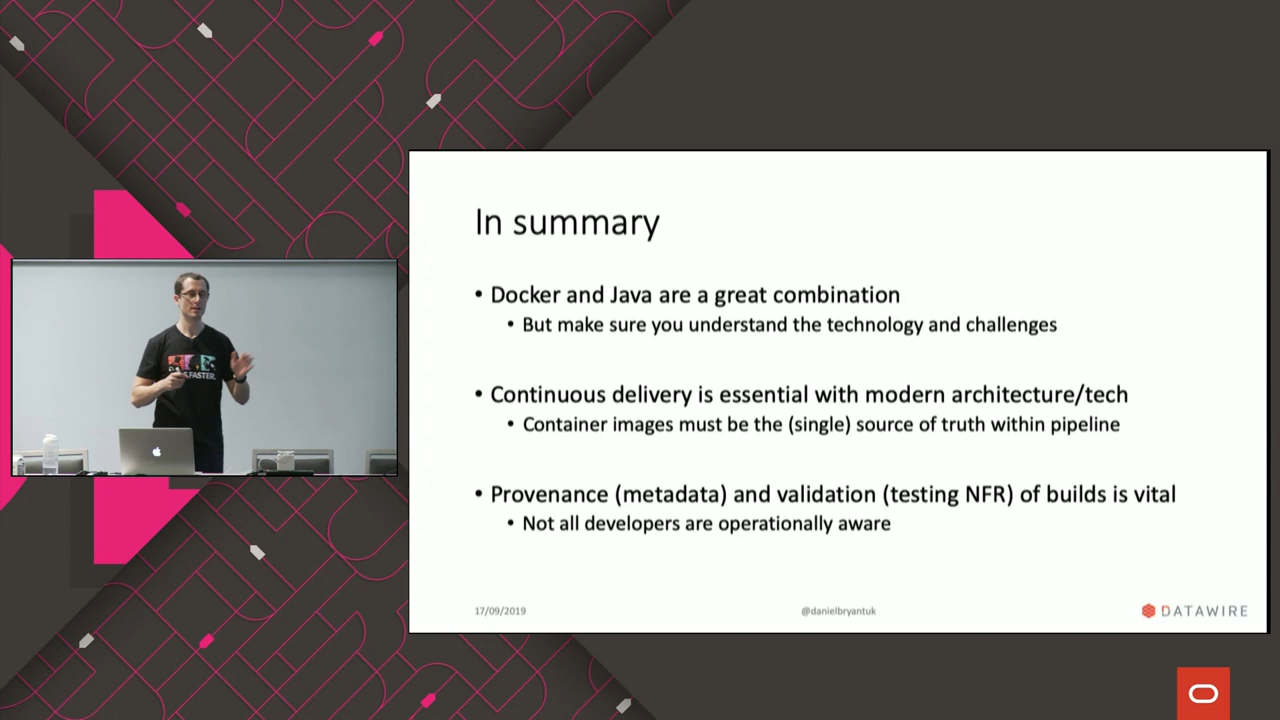 In summary
• Docker and Java are a great combination
• But make sure you understand the technology and challenges
• Continuous delivery is essential with modern architecture/tech
• Container images must be the (single) source of truth within pipeline
• Provenance (metadata) and validation (testing NFR) of builds is vital
• Not all developers are operationally aware
17/09/2019
@danielbryantuk
DATAWIRE